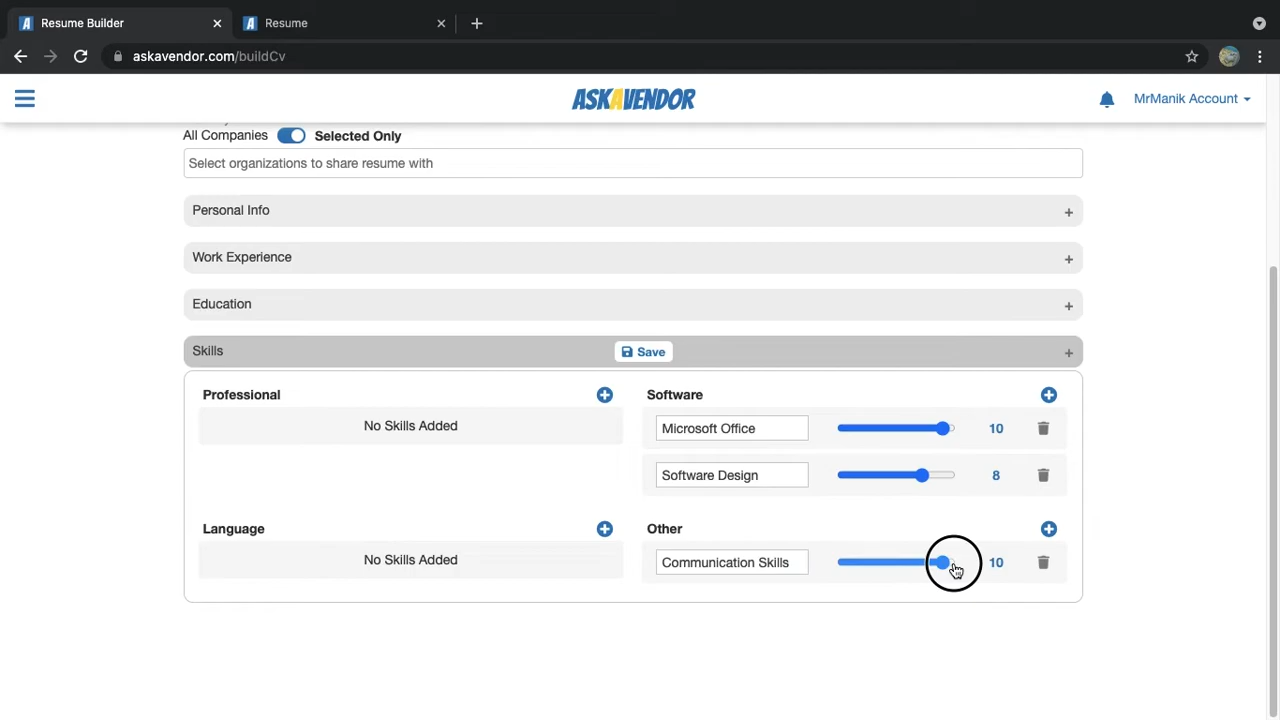 Resume Builder
Resume
askavendor.com/buildCv
ASKAVENDOR
MrManik Account
All Companies Selected Only
Select organizations to share resume with
Personal Info
Work Experience
Education
Skills Save
Professional
No Skills Added
Software
Microsoft Office 10
Software Design 8
Language
No Skills Added
Other
Communication Skills 10